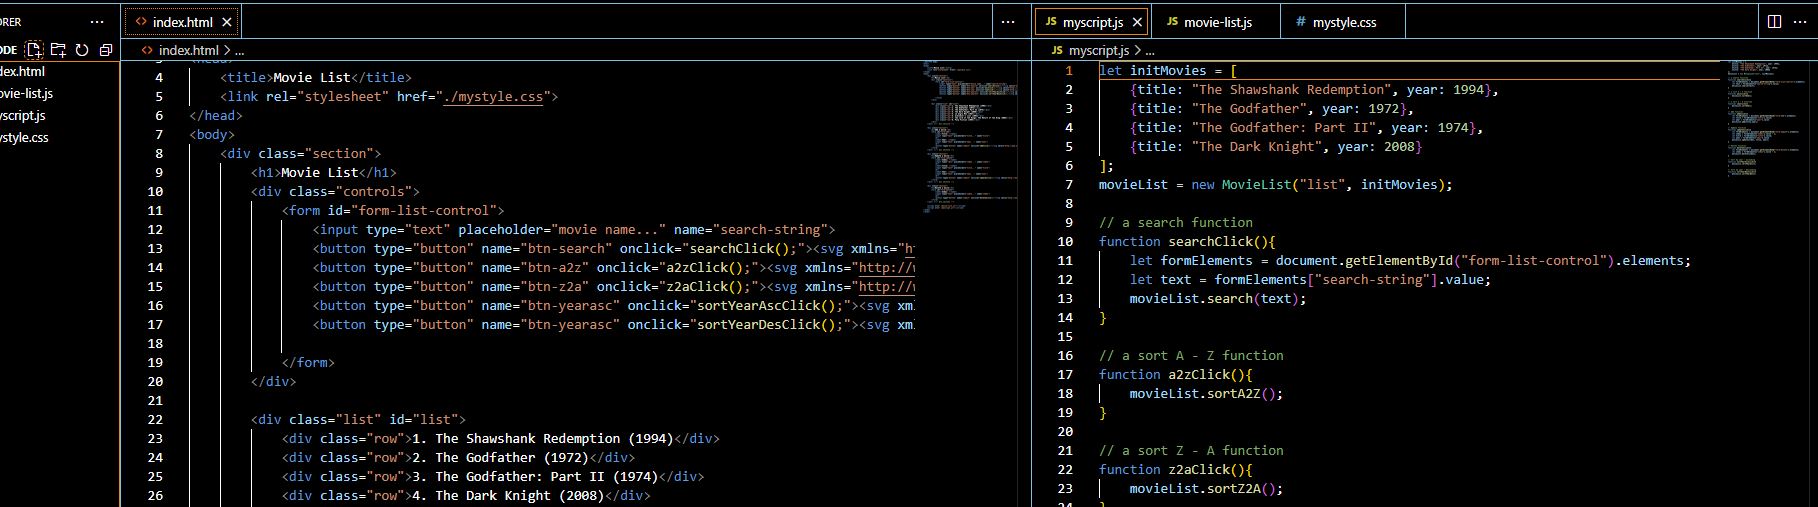 ORER
...
index.html
...
myscript.js
movie-list.js
mystyle.css
...
ODE
index.html > ...
myscript.js > ...
dex.html
ovie-list.js
yscript.js
ystyle.css
3 <head>
4 <title>Movie List</title>
5 <link rel="stylesheet" href="./mystyle.css">
6 </head>
7 <body>
8 <div class="section">
9 <h1>Movie List</h1>
10 <div class="controls">
11 <form id="form-list-control">
12 <input type="text" placeholder="movie name..." name="search-string">
13 <button type="button" name="btn-search" onclick="searchClick();"><svg xmlns="h
14 <button type="button" name="btn-a2z" onclick="a2zClick();"><svg xmlns="http://w
15 <button type="button" name="btn-z2a" onclick="z2aClick();"><svg xmlns="http://w
16 <button type="button" name="btn-yearasc" onclick="sortYearAscClick();"><svg xml
17 <button type="button" name="btn-yearasc" onclick="sortYearDesClick();"><svg xml
18
19 </form>
20 </div>
21
22 <div class="list" id="list">
23 <div class="row">1. The Shawshank Redemption (1994)</div>
24 <div class="row">2. The Godfather (1972)</div>
25 <div class="row">3. The Godfather: Part II (1974)</div>
26 <div class="row">4. The Dark Knight (2008)</div>
1 let initMovies = [
2 {title: "The Shawshank Redemption", year: 1994},
3 {title: "The Godfather", year: 1972},
4 {title: "The Godfather: Part II", year: 1974},
5 {title: "The Dark Knight", year: 2008}
6 ];
7 movieList = new MovieList("list", initMovies);
8
9 // a search function
10 function searchClick(){
11 let formElements = document.getElementById("form-list-control").elements;
12 let text = formElements["search-string"].value;
13 movieList.search(text);
14 }
15
16 // a sort A - Z function
17 function a2zClick(){
18 movieList.sortA2Z();
19 }
20
21 // a sort Z - A function
22 function z2aClick(){
23 movieList.sortZ2A();
24 }